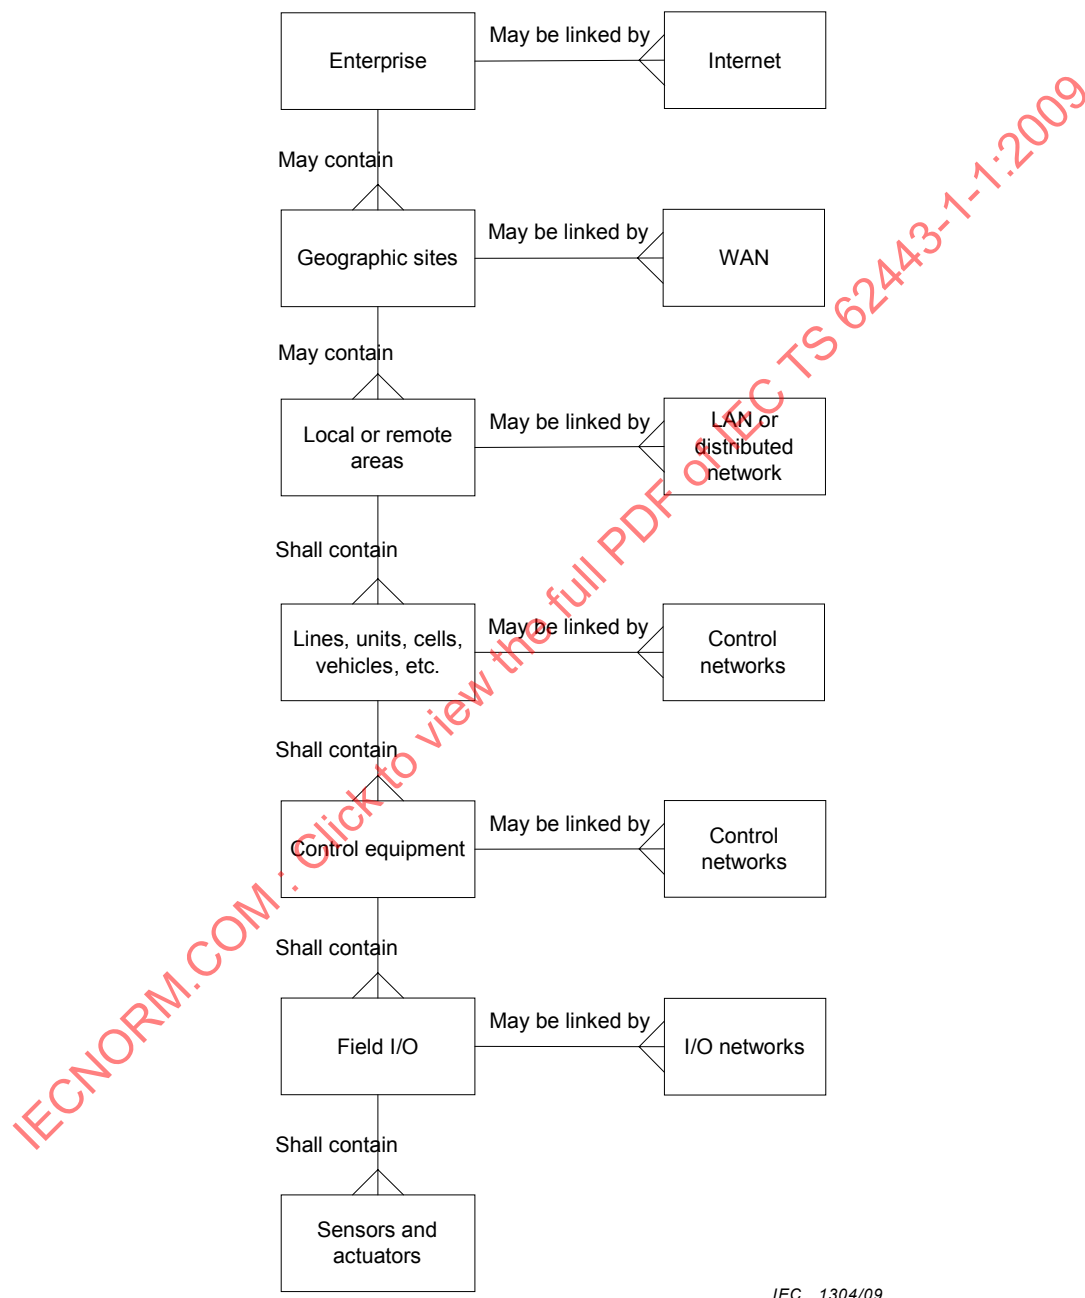 Enterprise
May be linked by
Internet
May contain
Geographic sites
May be linked by
WAN
May contain
Local or remote
areas
May be linked by
LAN or
distributed
network
Shall contain
Lines, units, cells,
vehicles, etc.
May be linked by
Control
networks
Shall contain
Control equipment
May be linked by
Control
networks
Shall contain
Field I/O
May be linked by
I/O networks
Shall contain
Sensors and
actuators
IEC 1304/09
IECNORM.COM : Click to view the full PDF of IEC TS 62443-1-1:2009